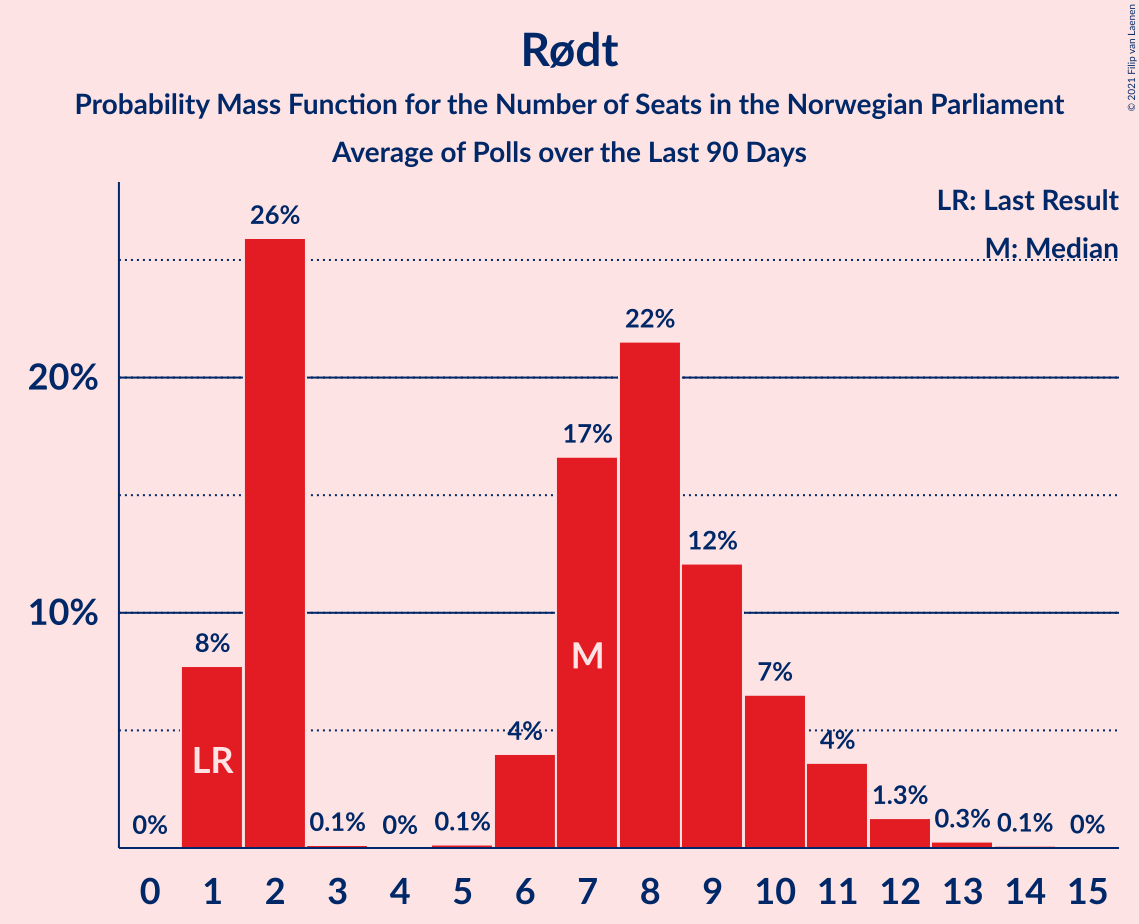 Rødt
Probability Mass Function for the Number of Seats in the Norwegian Parliament
Average of Polls over the Last 90 Days
© 2021 Filip van Laenen
LR: Last Result
M: Median
20%
10%
0%
8%
26%
0.1%
0%
0.1%
4%
17%
22%
12%
7%
4%
1.3%
0.3%
0.1%
0%
LR
M
0 1 2 3 4 5 6 7 8 9 10 11 12 13 14 15